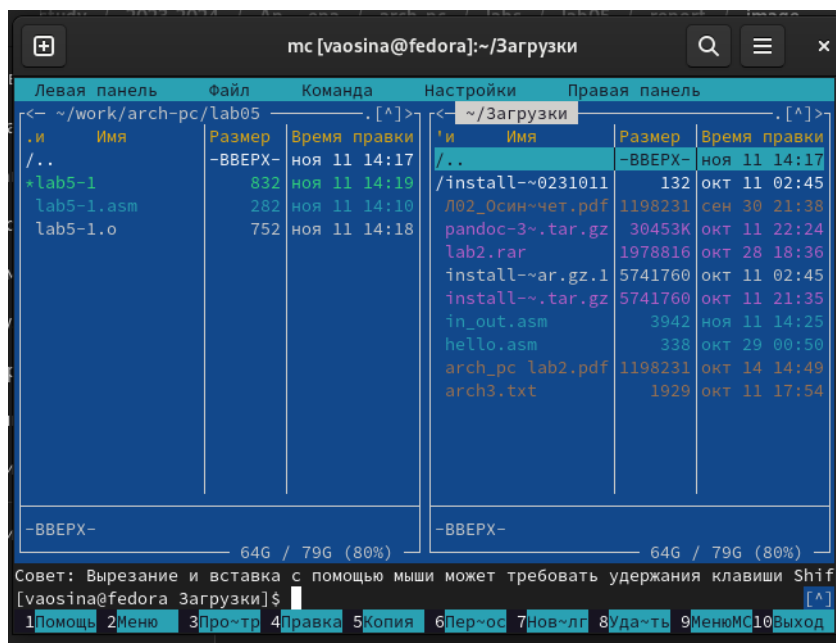 mc [vaosina@fedora]:~/Загрузки
Левая панель Файл Команда Настройки Правая панель
<— ~/work/arch-pc/lab05 .[^]> <— ~/Загрузки .[^]>
.и Имя Размер Время правки 'и Имя Размер Время правки
/.. -ВВЕРХ- ноя 11 14:17 /.. -ВВЕРХ- ноя 11 14:17
*lab5-1 832 ноя 11 14:19 /install-~0231011 132 окт 11 02:45
lab5-1.asm 282 ноя 11 14:10 Л02_Осин~чет.pdf 1198231 сен 30 21:38
lab5-1.o 752 ноя 11 14:18 pandoc-3~.tar.gz 30453K окт 11 22:24
lab2.rar 1978816 окт 28 18:36
install-~ar.gz.1 5741760 окт 11 02:45
install-~.tar.gz 5741760 окт 11 21:35
in_out.asm 3942 ноя 11 14:25
hello.asm 338 окт 29 00:50
arch_pc lab2.pdf 1198231 окт 14 14:49
arch3.txt 1929 окт 11 17:54
-ВВЕРХ- -ВВЕРХ-
64G / 79G (80%) 64G / 79G (80%)
Совет: Вырезание и вставка с помощью мыши может требовать удержания клавиши Shif
[vaosina@fedora Загрузки]$ [^]
1Помощь 2Меню 3Про~тр 4Правка 5Копия 6Пер~ос 7Нов~лг 8Уда~ть 9МенюМС 10Выход